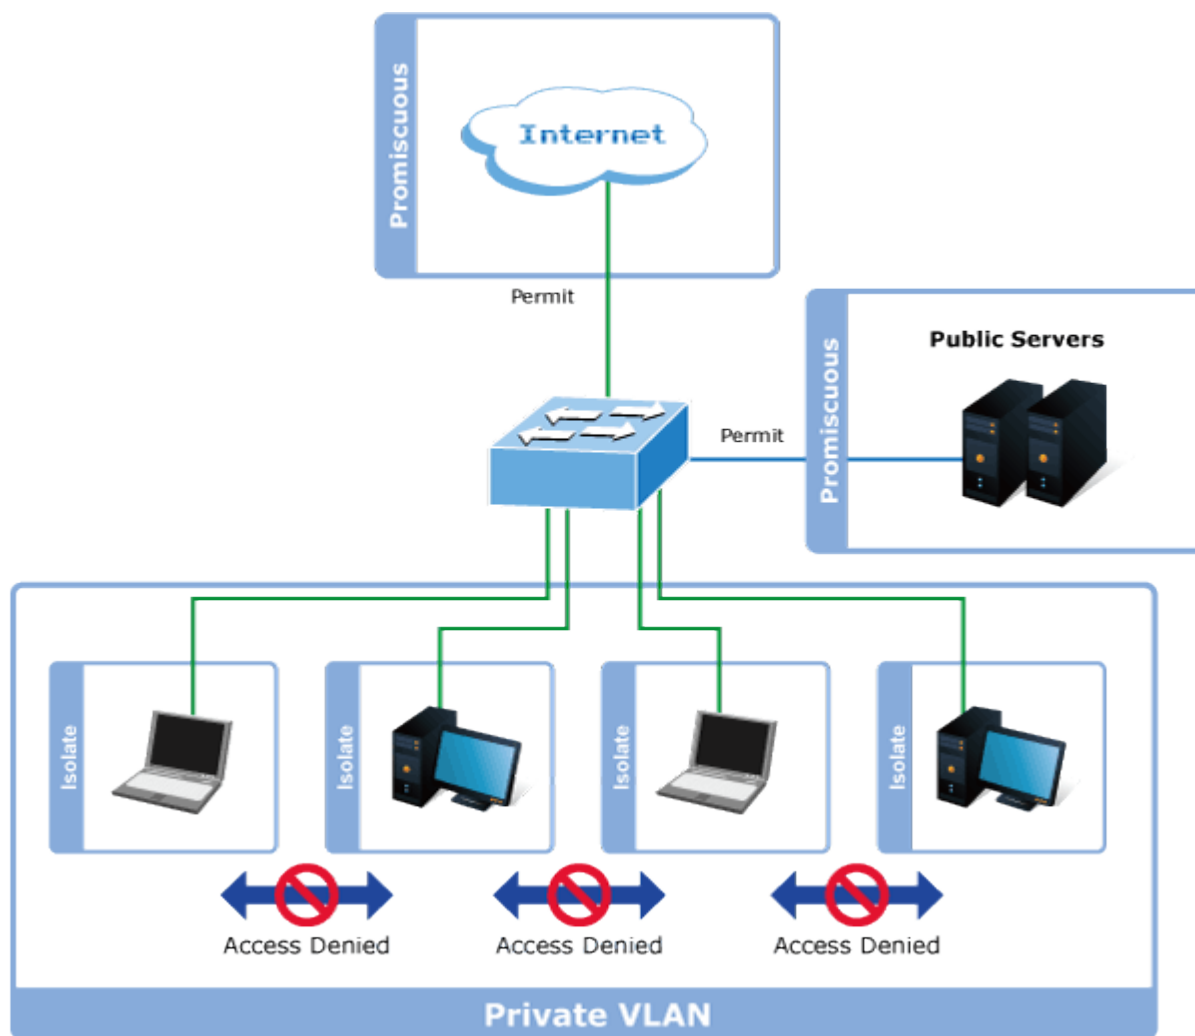 Promiscuous
Internet
Permit
Public Servers
Permit
Promiscuous
Isolate
Isolate
Isolate
Isolate
Access Denied
Access Denied
Access Denied
Private VLAN